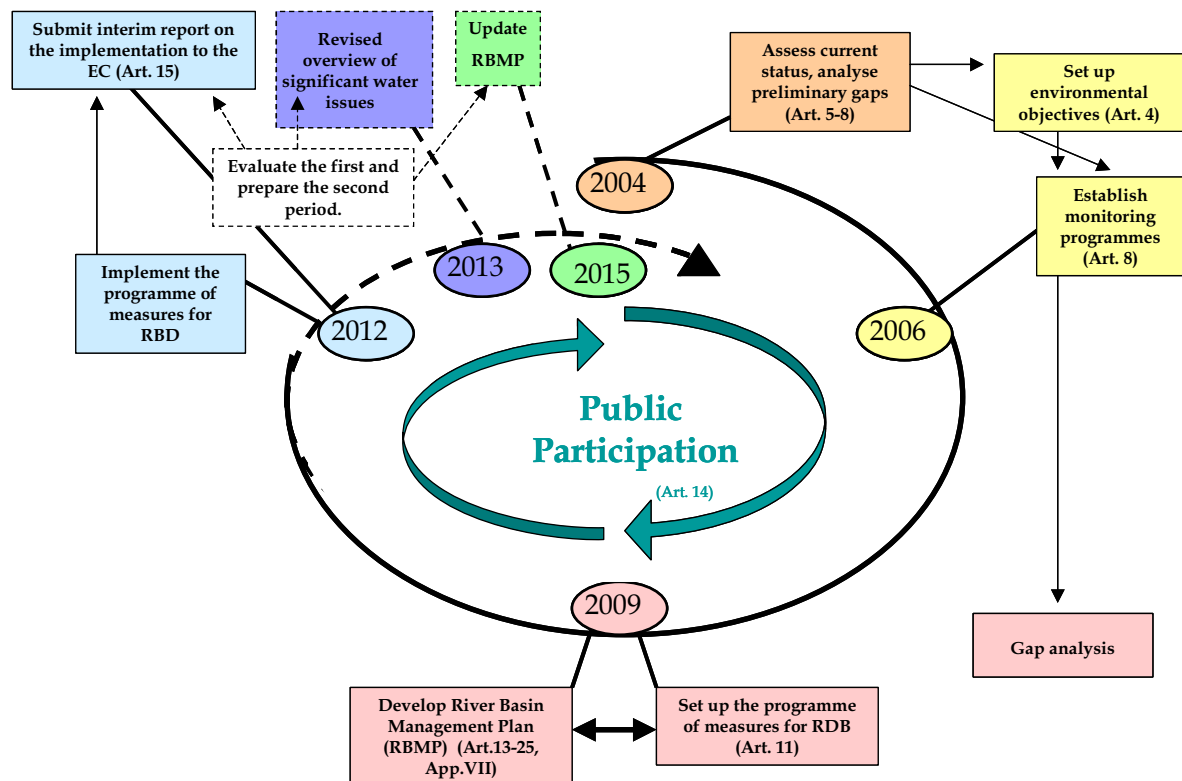 Submit interim report on
the implementation to the
EC (Art. 15)
Revised
overview of
significant water
issues
Update
RBMP
Assess current
status, analyse
preliminary gaps
(Art. 5-8)
Set up
environmental
objectives (Art. 4)
Evaluate the first and
prepare the second
period.
2004
Establish
monitoring
programmes
(Art. 8)
Implement the
programme of
measures for
RBD
2013
2015
2012
2006
Public
Participation
(Art. 14)
2009
Gap analysis
Develop River Basin
Management Plan
(RBMP)  (Art.13-25,
App.VII)
Set up the programme
of measures for RDB
(Art. 11)